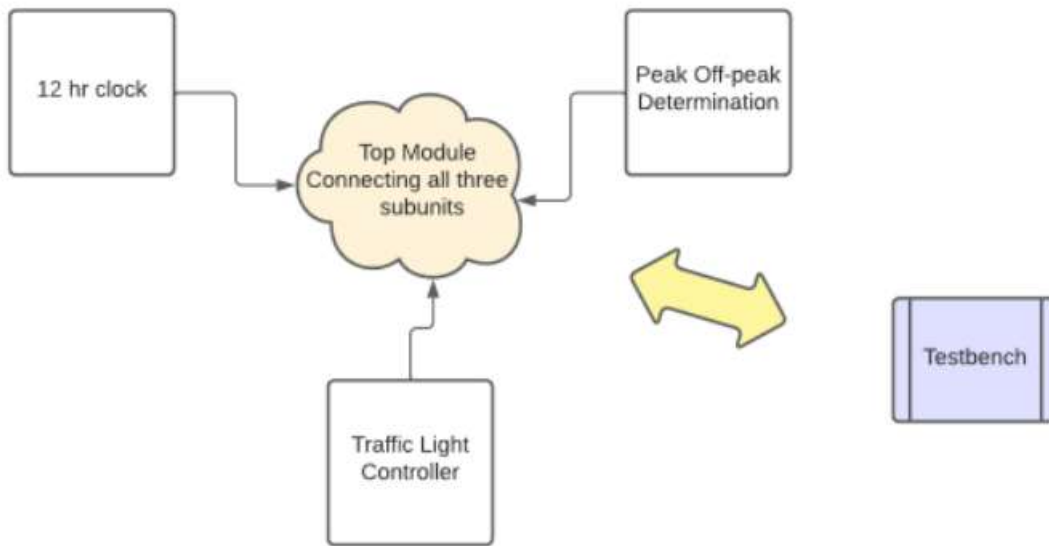 12 hr clock
Peak Off-peak
Determination
Top Module
Connecting all three
subunits
Testbench
Traffic Light
Controller